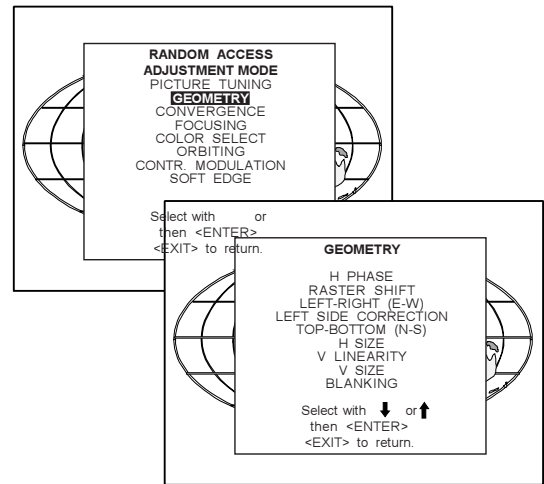 RANDOM ACCESS
ADJUSTMENT MODE
PICTURE TUNING
GEOMETRY
CONVERGENCE
FOCUSING
COLOR SELECT
ORBITING
CONTR. MODULATION
SOFT EDGE
Select with or
then <ENTER>
<EXIT> to return.
GEOMETRY
H PHASE
RASTER SHIFT
LEFT-RIGHT (E-W)
LEFT SIDE CORRECTION
TOP-BOTTOM (N-S)
H SIZE
V LINEARITY
V SIZE
BLANKING
Select with ⬇ or ⬆
then <ENTER>
<EXIT> to return.